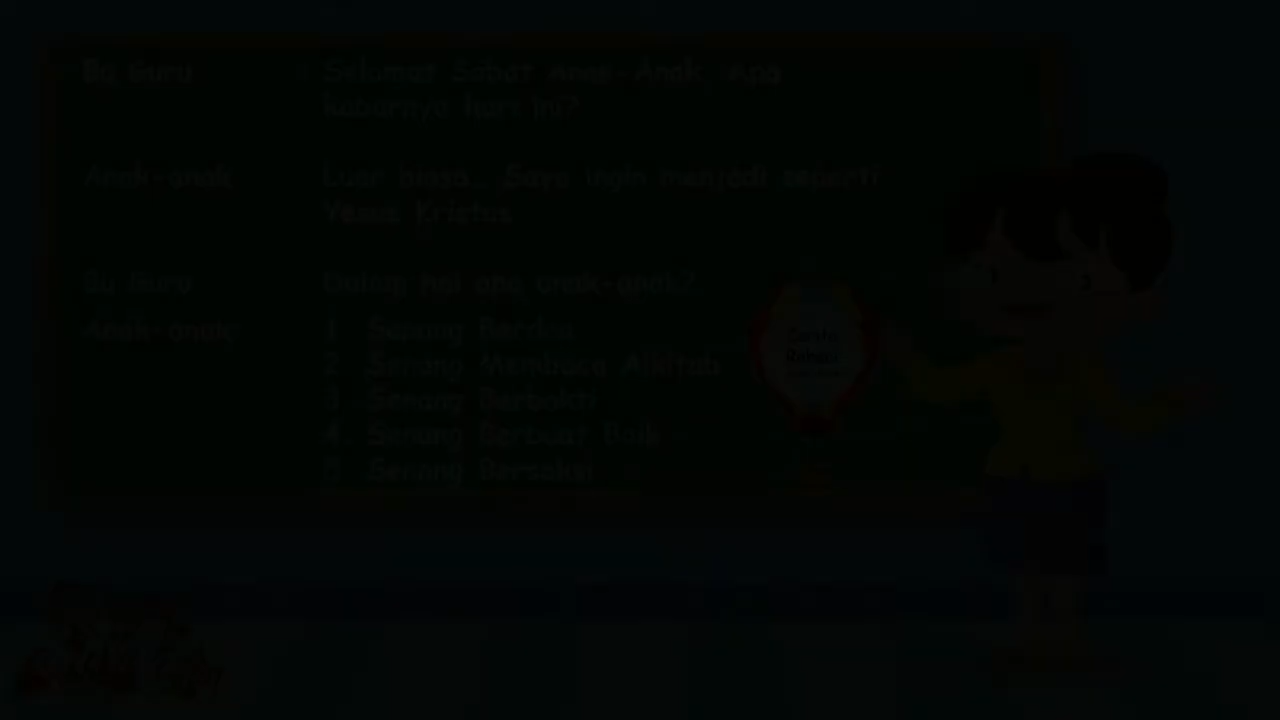 Bu Guru : Selamat Sabat Anak-Anak, Apa
kabarnya hari ini?
Anak-anak Luar biasa... Saya ingin menjadi seperti
Yesus Kristus
Bu Guru Dalam hal apa anak-anak?
Anak-anak 1. Senang Berdoa
2. Senang Membaca Alkitab
3. Senang Berbakti
4. Senang Berbuat Baik
5. Senang Bersaksi
Cerita